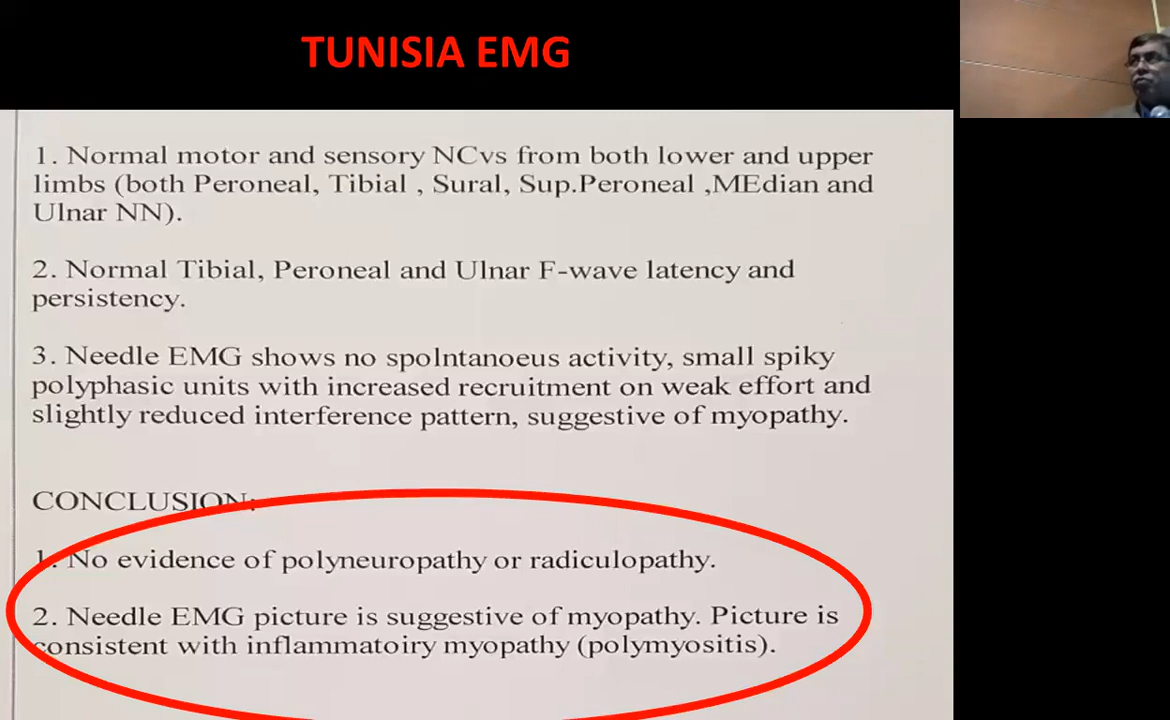 TUNISIA EMG
1. Normal motor and sensory NCvs from both lower and upper
limbs (both Peroneal, Tibial , Sural, Sup.Peroneal ,MEdian and
Ulnar NN).
2. Normal Tibial, Peroneal and Ulnar F-wave latency and
persistency.
3. Needle EMG shows no spolntanoeus activity, small spiky
polyphasic units with increased recruitment on weak effort and
slightly reduced interference pattern, suggestive of myopathy.
CONCLUSION:
1. No evidence of polyneuropathy or radiculopathy.
2. Needle EMG picture is suggestive of myopathy. Picture is
consistent with inflammatoiry myopathy (polymyositis).